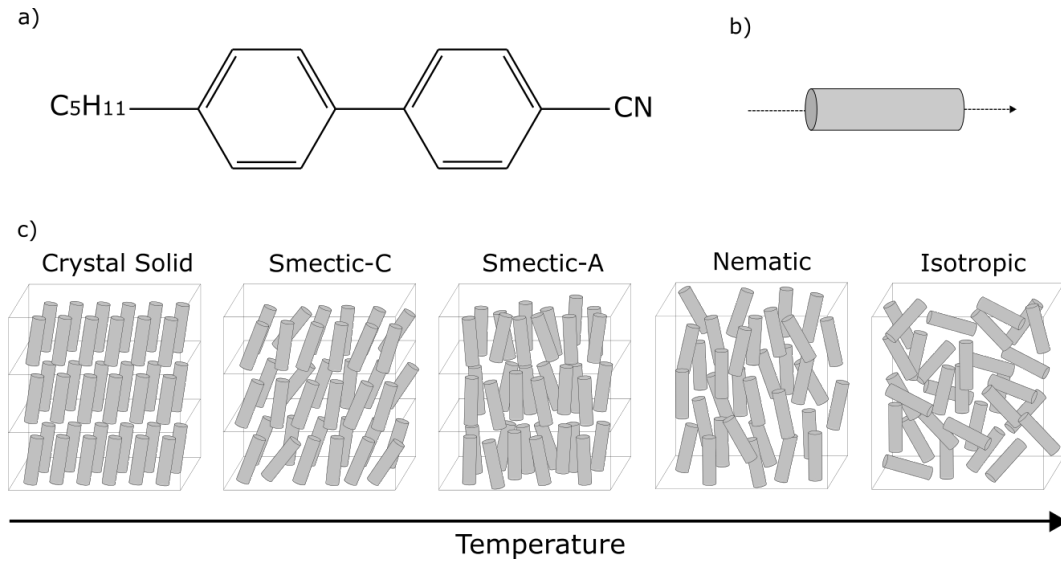 a)
b)
C₅H₁₁
CN
c)
Crystal Solid
Smectic-C
Smectic-A
Nematic
Isotropic
Temperature